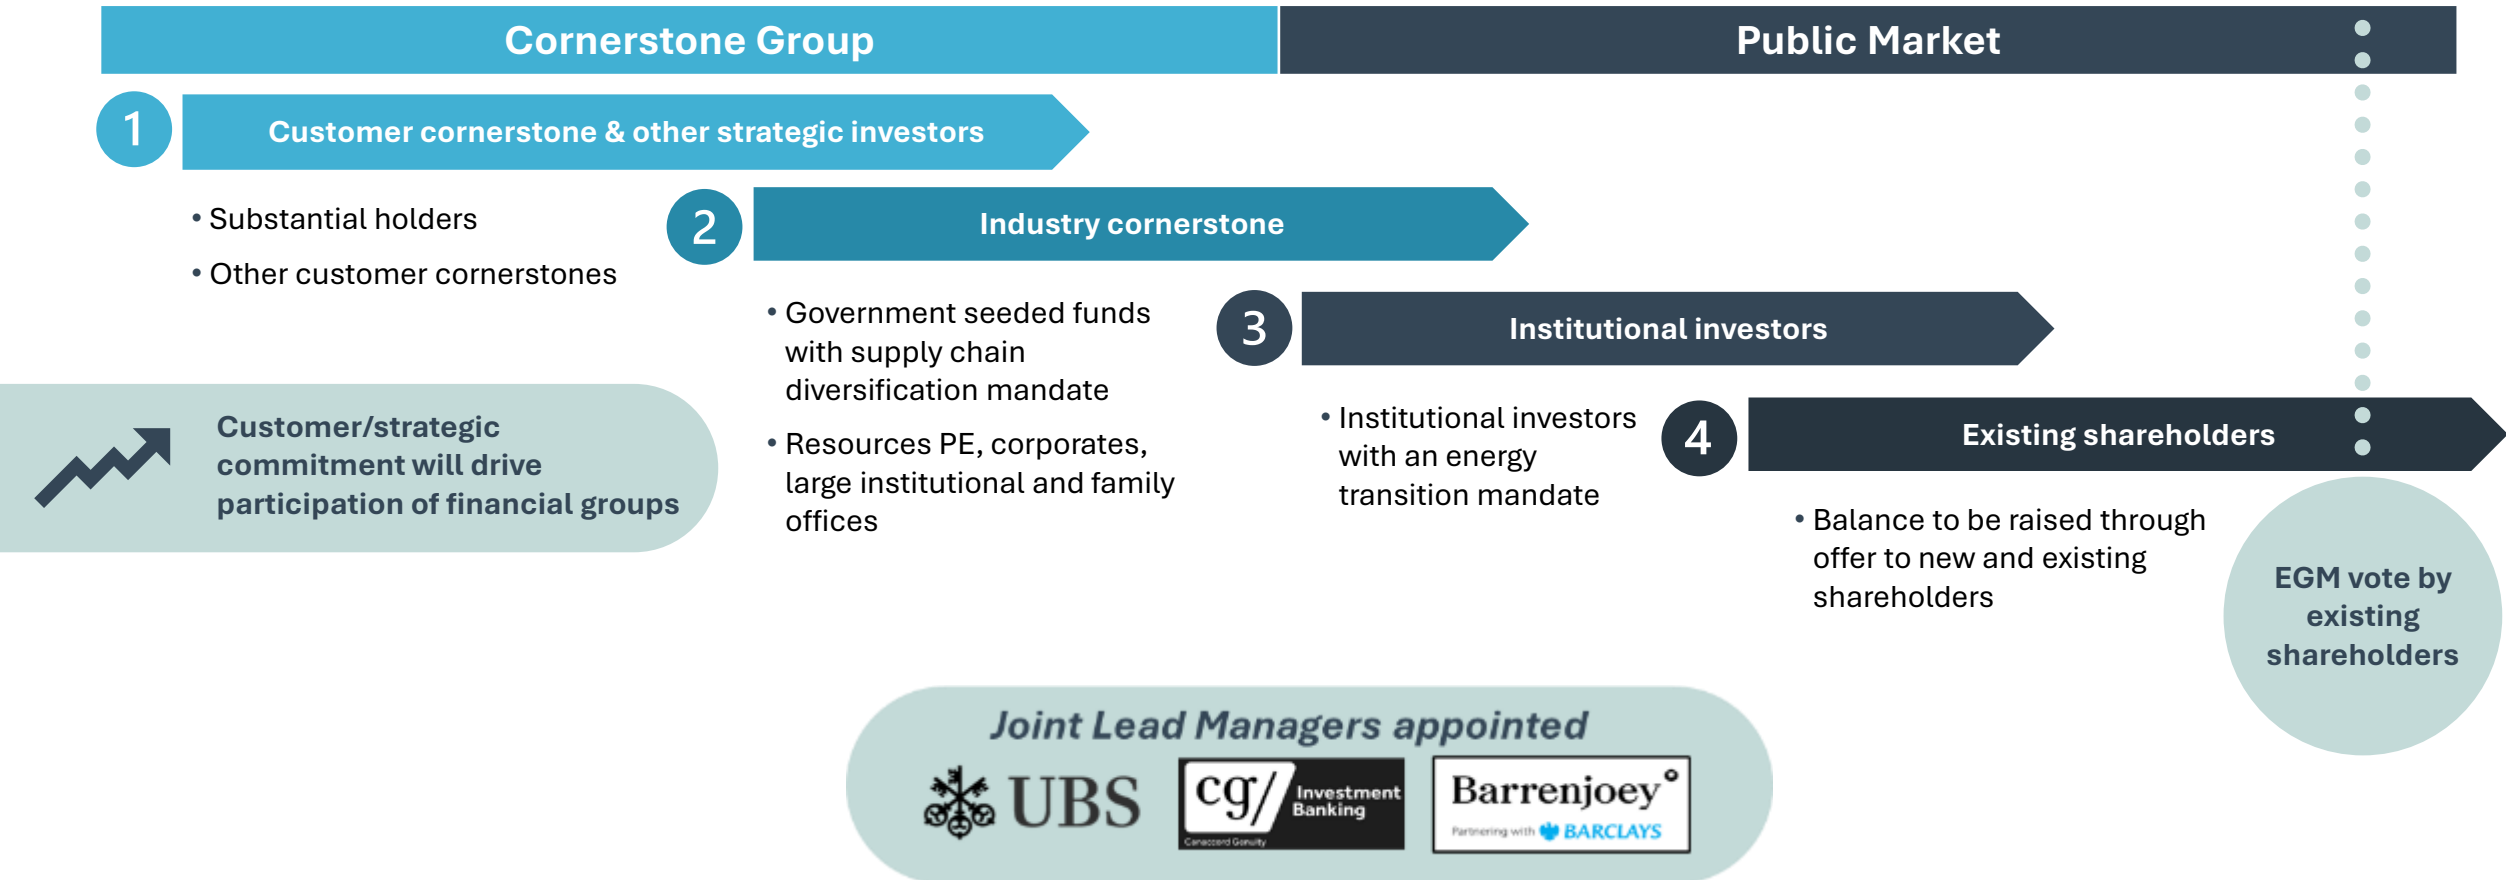 Cornerstone Group
Public Market
1
Customer cornerstone & other strategic investors
• Substantial holders
• Other customer cornerstones
2
Industry cornerstone
• Government seeded funds
with supply chain
diversification mandate
• Resources PE, corporates,
large institutional and family
offices
3
Institutional investors
• Institutional investors
with an energy
transition mandate
4
Existing shareholders
• Balance to be raised through
offer to new and existing
shareholders
Customer/strategic
commitment will drive
participation of financial groups
EGM vote by
existing
shareholders
Joint Lead Managers appointed
UBS
cg/ Investment
Banking
Canaccord Genuity
Barrenjoey
Partnering with BARCLAYS